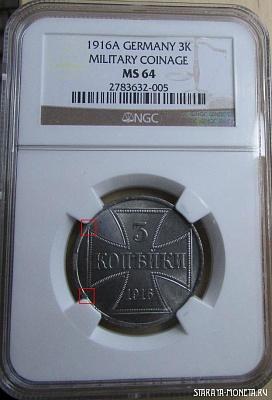 1916A GERMANY 3K
MILITARY COINAGE
MS 64
2783632-005
NGC
3
КОПѢЙКИ
1916
STARAYA-MONETA.RU